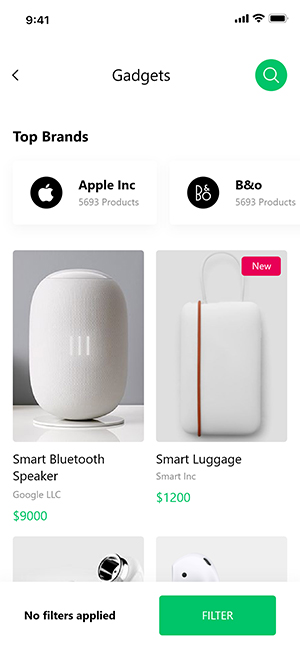 9:41
Gadgets
Top Brands
Apple Inc
5693 Products
B&O
B&o
5693 Products
New
Smart Bluetooth
Speaker
Google LLC
$9000
Smart Luggage
Smart Inc
$1200
No filters applied
FILTER